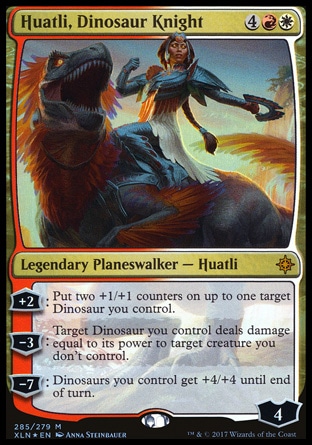 Huatli, Dinosaur Knight 4
Legendary Planeswalker — Huatli
+2 : Put two +1/+1 counters on up to one target
Dinosaur you control.
-3 : Target Dinosaur you control deals damage
equal to its power to target creature you
don't control.
-7 : Dinosaurs you control get +4/+4 until end
of turn.
4
285/279 M
XLN • EN Anna Steinbauer
™ & © 2017 Wizards of the Coast